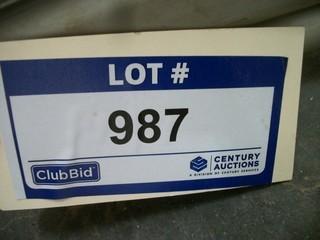 LOT #
987
ClubBid
CENTURY
AUCTIONS
A DIVISION OF CENTURY SERVICES